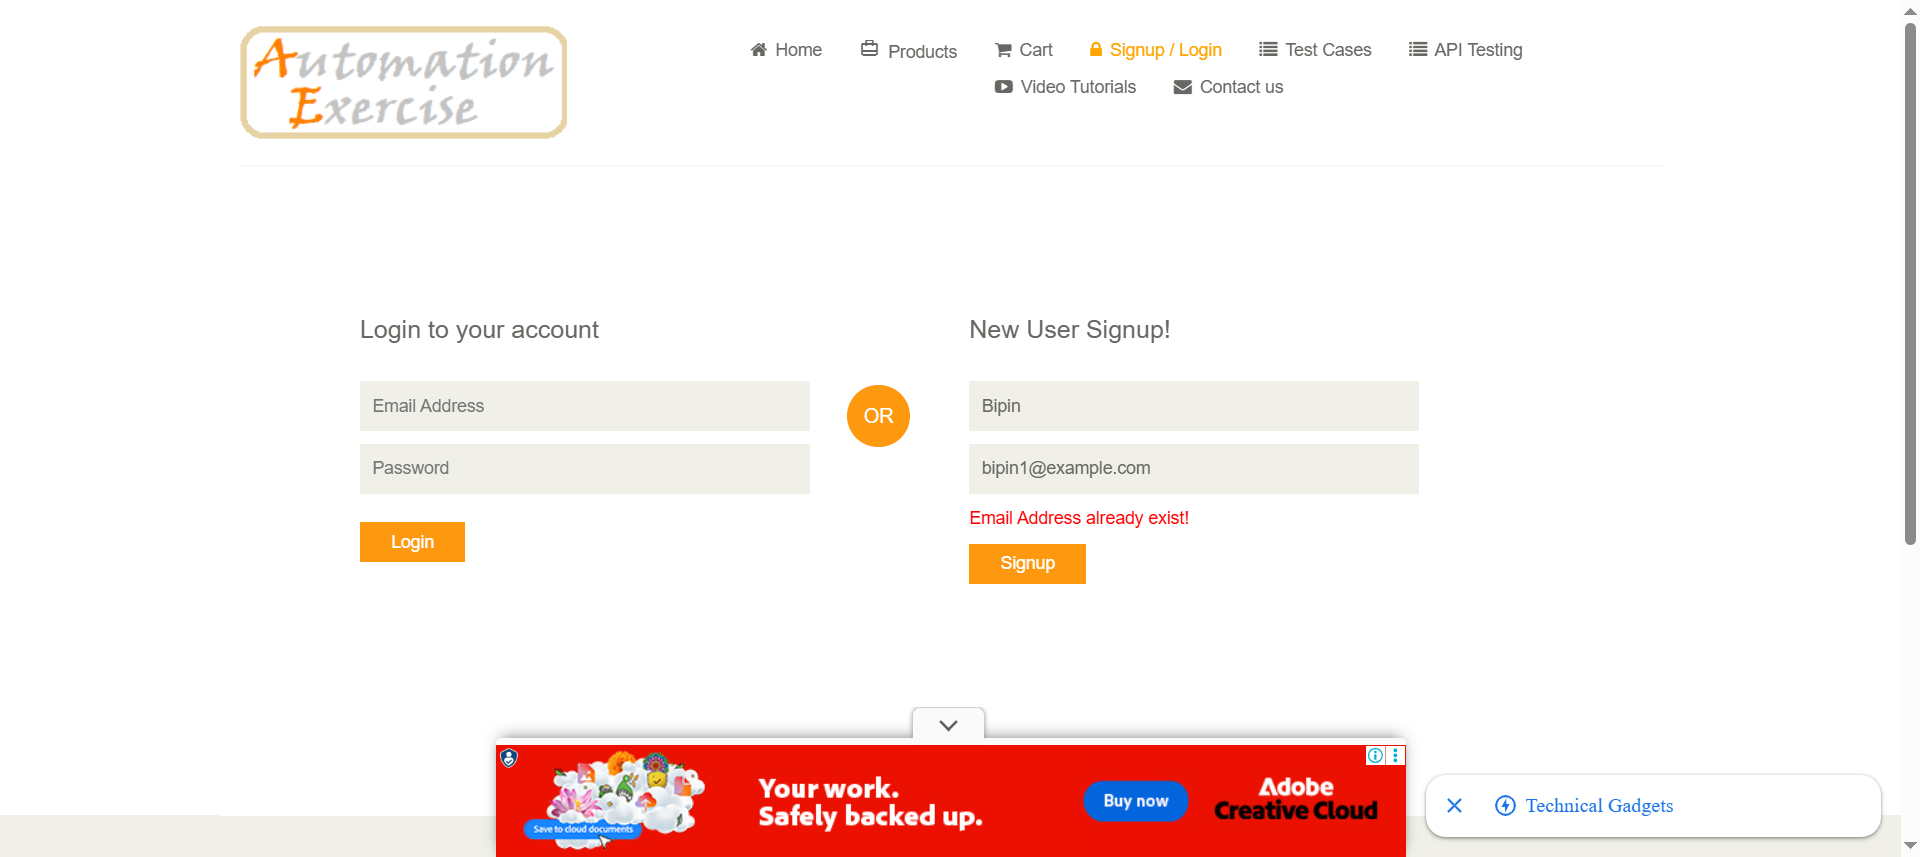 Automation
Exercise
Home
Products
Cart
Signup / Login
Test Cases
API Testing
Video Tutorials
Contact us
Login to your account
Email Address
Password
Login
OR
New User Signup!
Bipin
bipin1@example.com
Email Address already exist!
Signup
Save to cloud documents
Your work.
Safely backed up.
Buy now
Adobe
Creative Cloud
Technical Gadgets